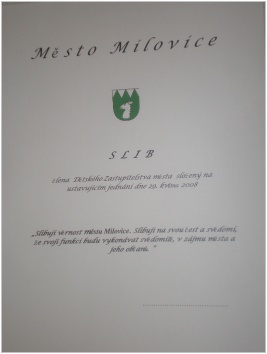 Město Milovice
SLIB
člena Dětského Zastupitelstva města složený na
ustavujícím jednání dne 29. května 2008
„Slibuji věrnost městu Milovice. Slibuji na svou čest a svědomí,
že svoji funkci budu vykonávat svědomitě, v zájmu města a
jeho občanů."